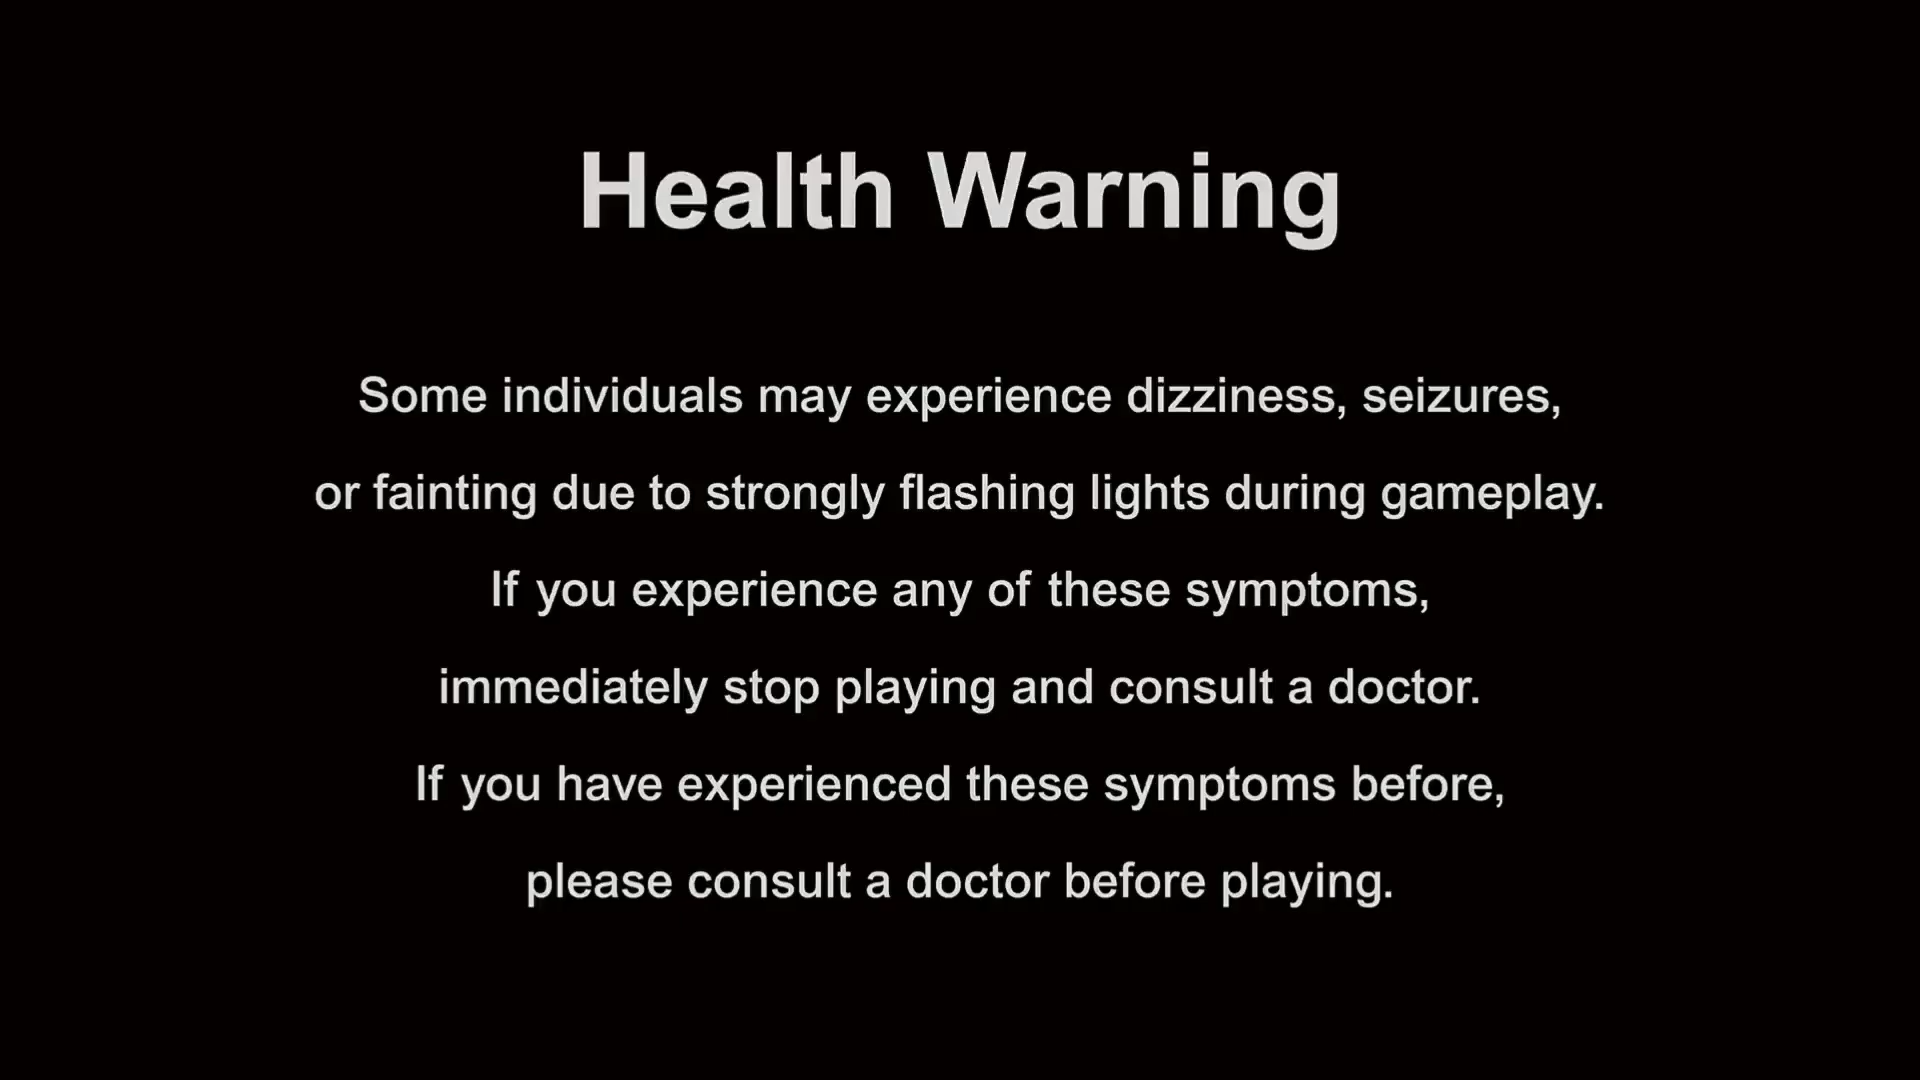 Health Warning
Some individuals may experience dizziness, seizures,
or fainting due to strongly flashing lights during gameplay.
If you experience any of these symptoms,
immediately stop playing and consult a doctor.
If you have experienced these symptoms before,
please consult a doctor before playing.